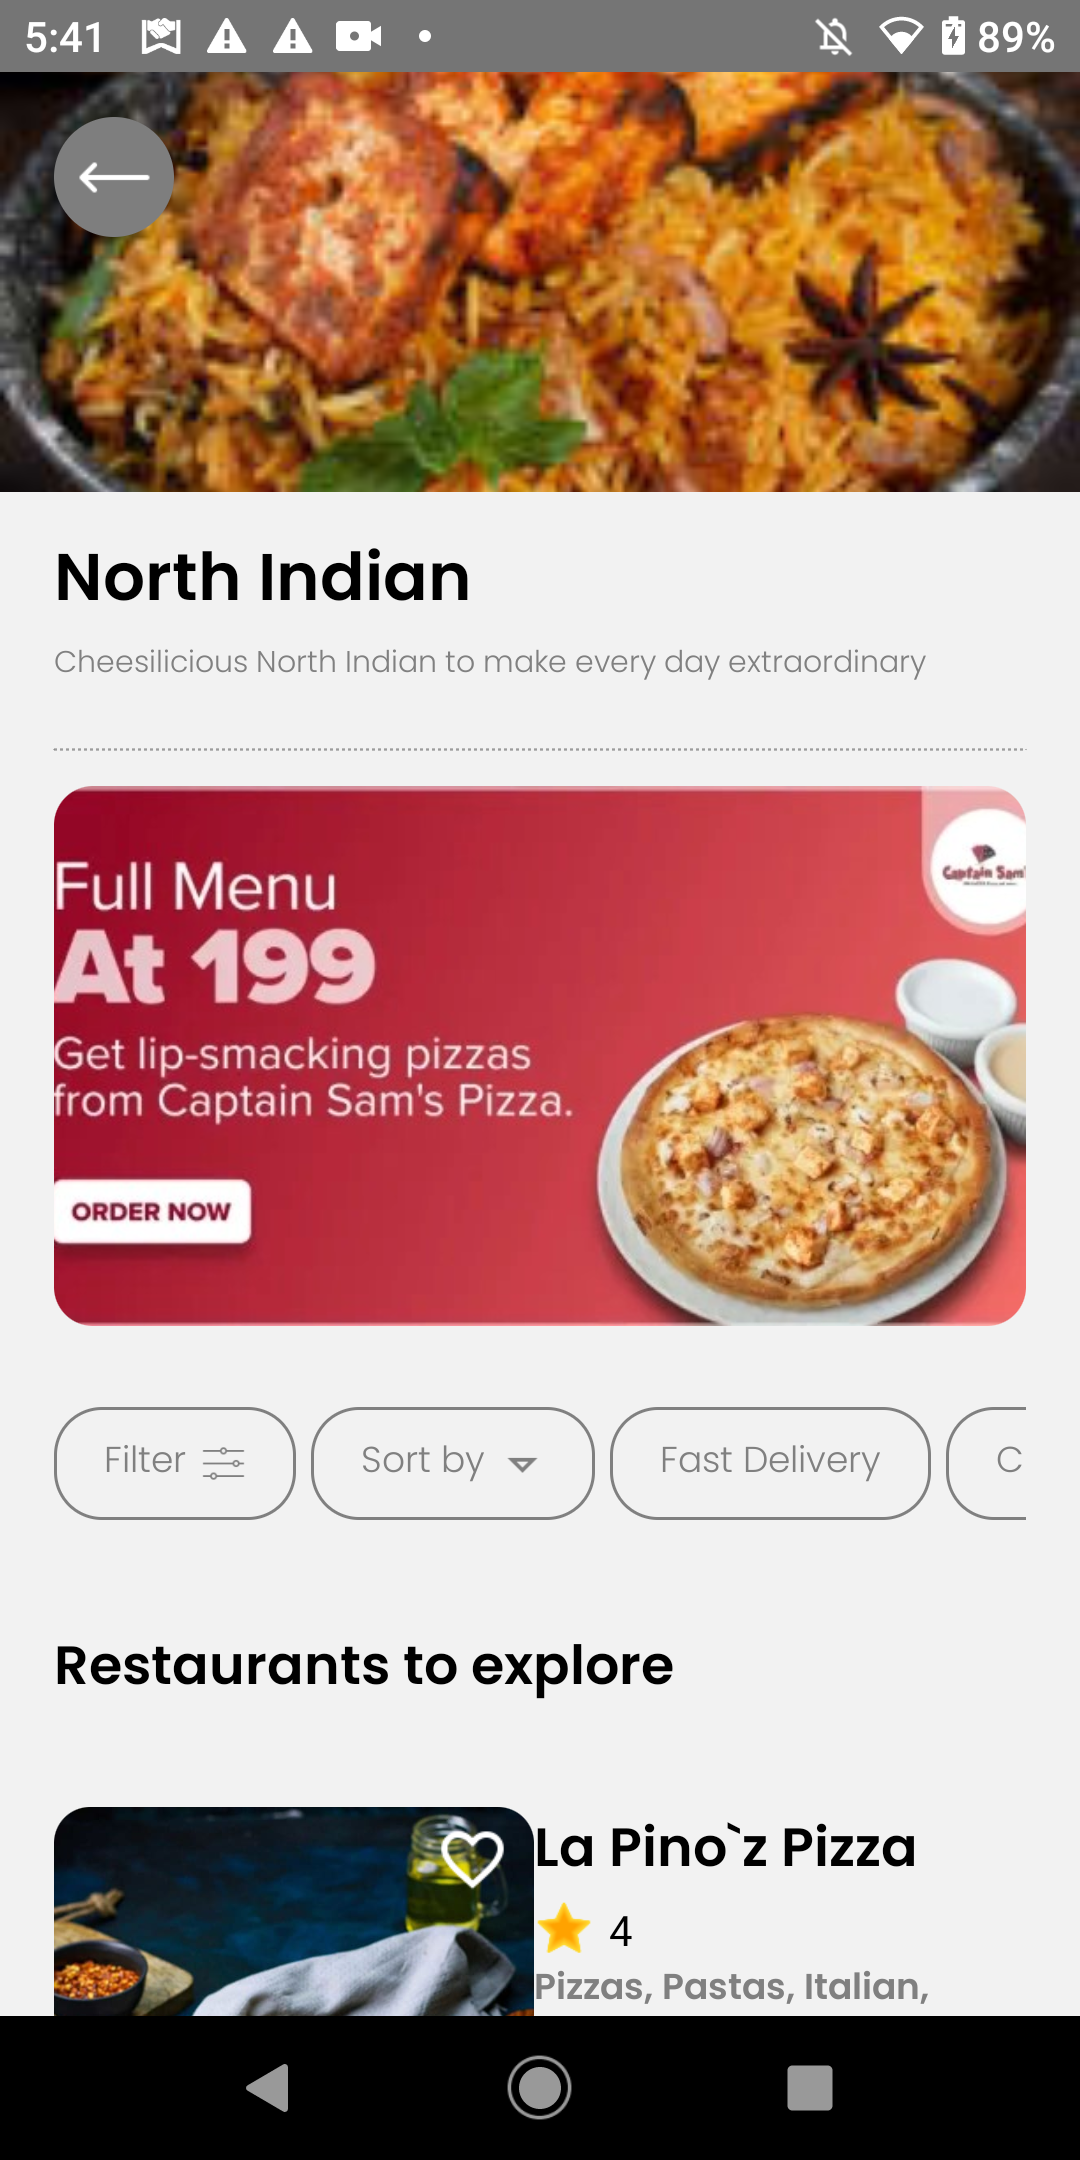 5:41
89%
North Indian
Cheesilicious North Indian to make every day extraordinary
Captain Sam'
Full Menu
At 199
Get lip-smacking pizzas
from Captain Sam's Pizza.
ORDER NOW
Filter
Sort by
Fast Delivery
C
Restaurants to explore
La Pino`z Pizza
4
Pizzas, Pastas, Italian,